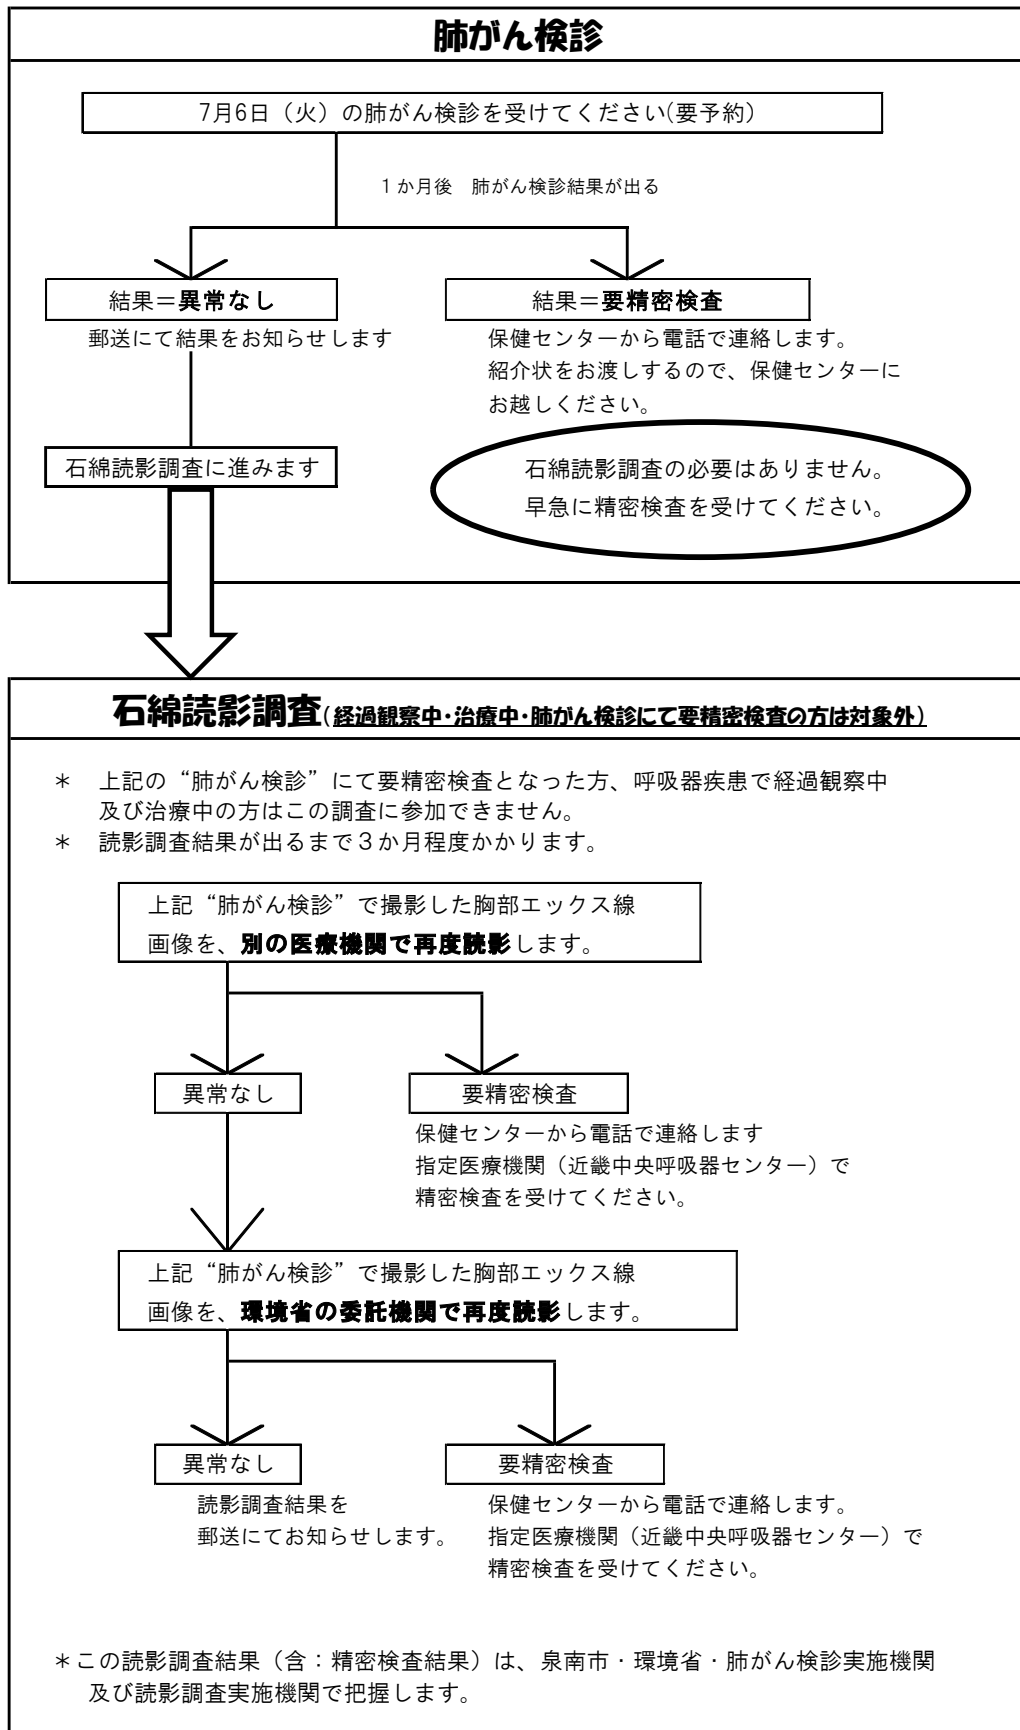 肺がん検診
7月6日（火）の肺がん検診を受けてください(要予約)
１か月後　肺がん検診結果が出る
結果＝異常なし
郵送にて結果をお知らせします
石綿読影調査に進みます
結果＝要精密検査
保健センターから電話で連絡します。
紹介状をお渡しするので、保健センターに
お越しください。
石綿読影調査の必要はありません。
早急に精密検査を受けてください。
石綿読影調査(経過観察中・治療中・肺がん検診にて要精密検査の方は対象外)
＊　上記の“肺がん検診”にて要精密検査となった方、呼吸器疾患で経過観察中
及び治療中の方はこの調査に参加できません。
＊　読影調査結果が出るまで３か月程度かかります。
上記“肺がん検診”で撮影した胸部エックス線
画像を、別の医療機関で再度読影します。
異常なし
要精密検査
保健センターから電話で連絡します
指定医療機関（近畿中央呼吸器センター）で
精密検査を受けてください。
上記“肺がん検診”で撮影した胸部エックス線
画像を、環境省の委託機関で再度読影します。
異常なし
読影調査結果を
郵送にてお知らせします。
要精密検査
保健センターから電話で連絡します。
指定医療機関（近畿中央呼吸器センター）で
精密検査を受けてください。
＊この読影調査結果（含：精密検査結果）は、泉南市・環境省・肺がん検診実施機関
及び読影調査実施機関で把握します。